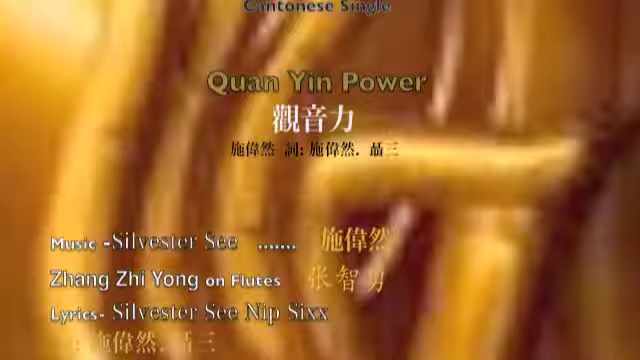 Cantonese Single
Quan Yin Power
觀音力
施偉然 詞: 施偉然. 聶三
Music -Silvester See ....... 施偉然
Zhang Zhi Yong on Flutes 张智勇
Lyrics- Silvester See Nip Sixx
施偉然. 聶三